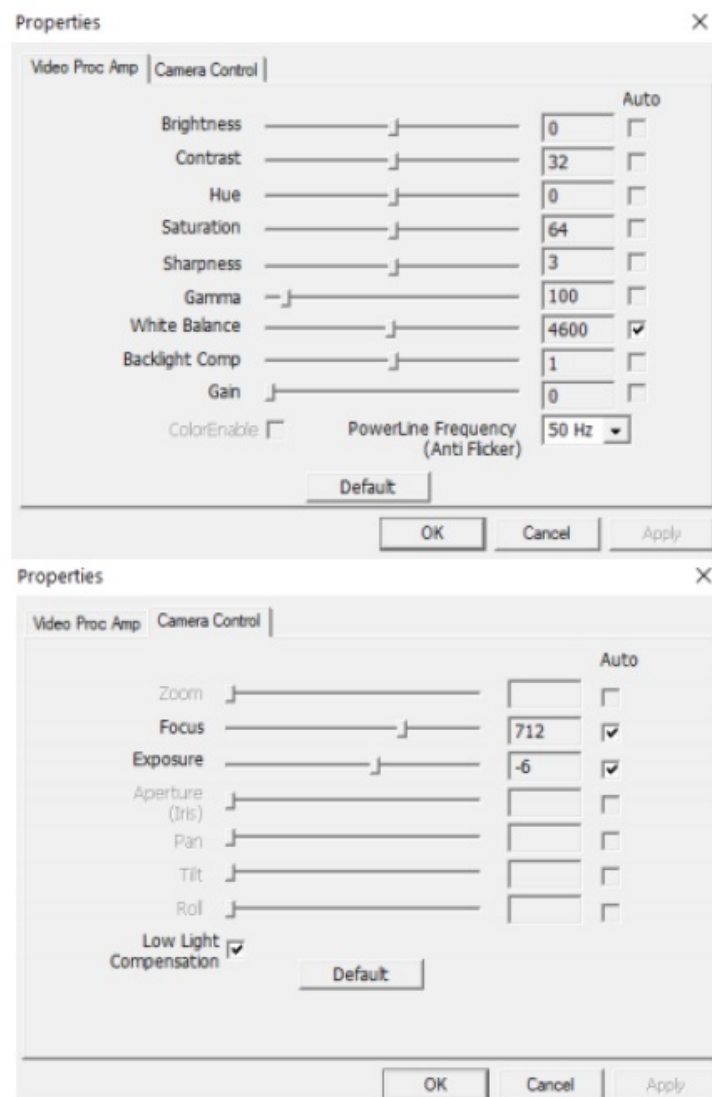 Properties
Video Proc Amp Camera Control
Auto
Brightness 0
Contrast 32
Hue 0
Saturation 64
Sharpness 3
Gamma 100
White Balance 4600
Backlight Comp 1
Gain 0
ColorEnable PowerLine Frequency 50 Hz
(Anti Flicker)
Default
OK Cancel Apply
Properties
Video Proc Amp Camera Control
Auto
Zoom
Focus 712
Exposure -6
Aperture
(Iris)
Pan
Tilt
Roll
Low Light
Compensation
Default
OK Cancel Apply